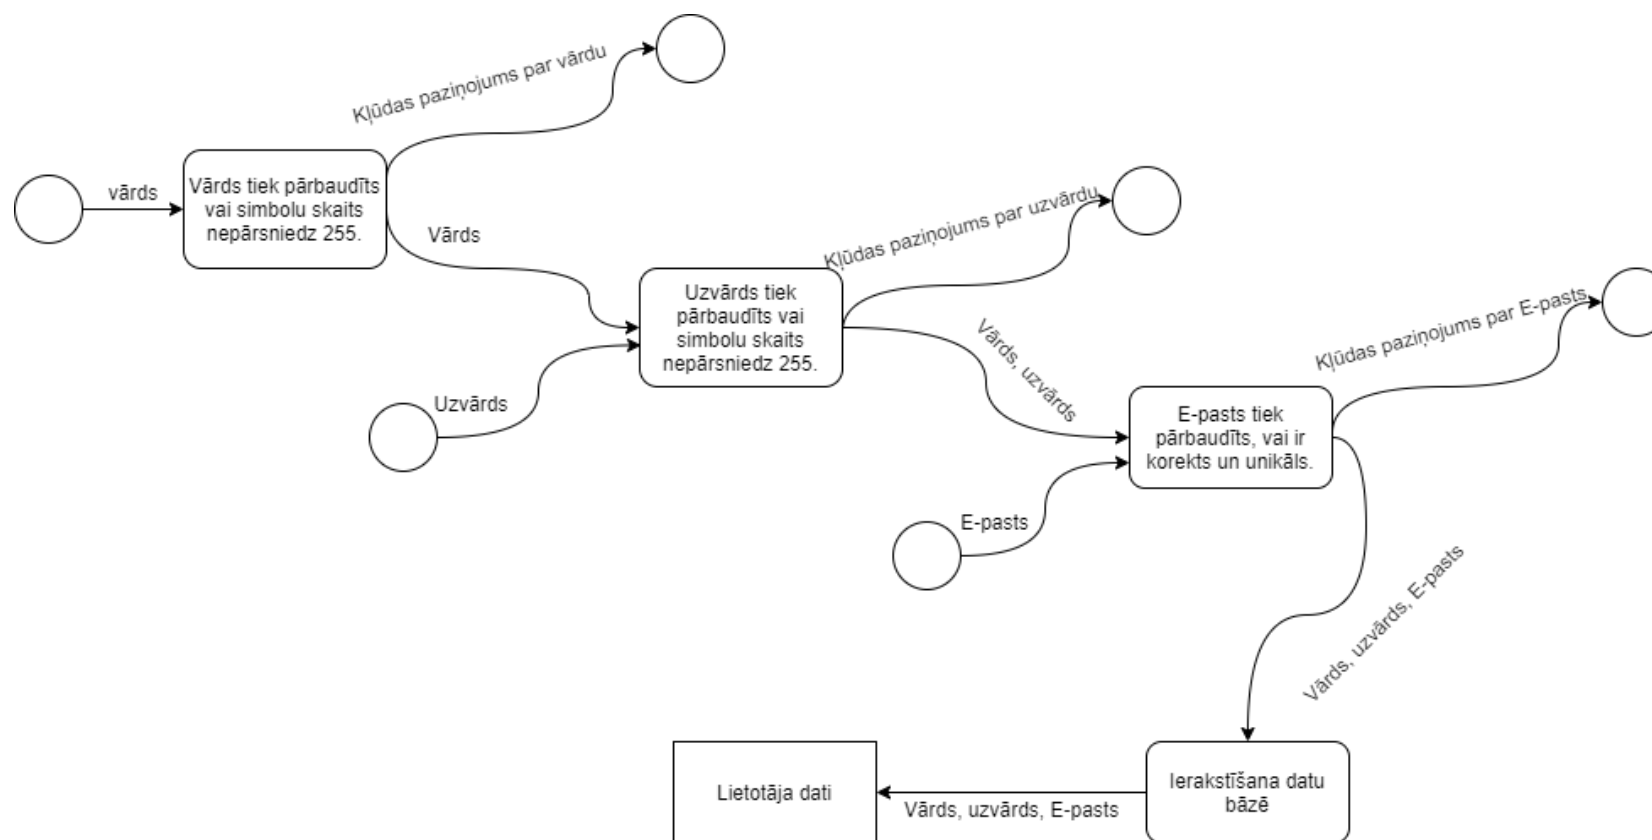 Kļūdas paziņojums par vārdu
vārds
Vārds tiek pārbaudīts
vai simbolu skaits
nepārsniedz 255.
Vārds
Kļūdas paziņojums par uzvārdu
Uzvārds tiek
pārbaudīts vai
simbolu skaits
nepārsniedz 255.
Uzvārds
Vārds, uzvārds
Kļūdas paziņojums par E-pasts
E-pasts tiek
pārbaudīts, vai ir
korekts un unikāls.
E-pasts
Vārds, uzvārds, E-pasts
Ierakstīšana datu
bāzē
Vārds, uzvārds, E-pasts
Lietotāja dati